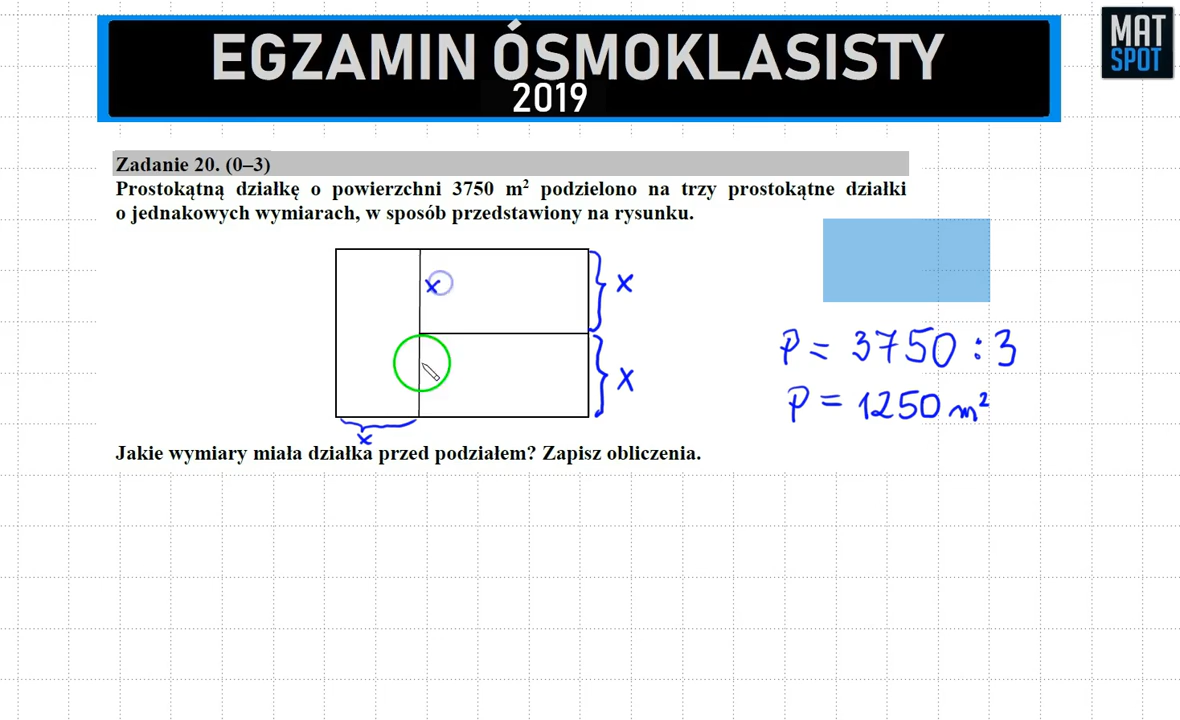 EGZAMIN ÓSMOKLASISTY
2019
MAT
SPOT
Zadanie 20. (0–3)
Prostokątną działkę o powierzchni 3750 m² podzielono na trzy prostokątne działki
o jednakowych wymiarach, w sposób przedstawiony na rysunku.
x
x
x
x
P = 3750 : 3
P = 1250 m²
Jakie wymiary miała działka przed podziałem? Zapisz obliczenia.